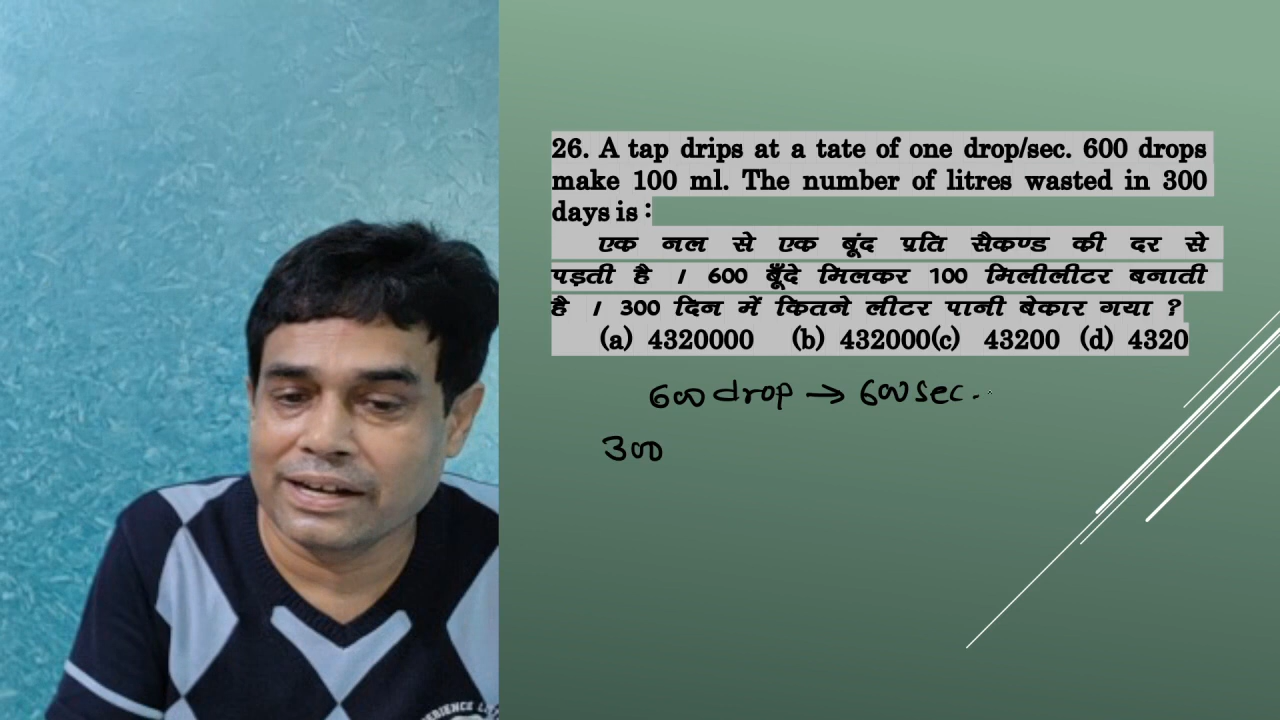 26. A tap drips at a tate of one drop/sec. 600 drops
make 100 ml. The number of litres wasted in 300
days is :
एक नल से एक बूंद प्रति सैकण्ड की दर से
पड़ती है । 600 बूँदे मिलकर 100 मिलीलीटर बनाती
है । 300 दिन में कितने लीटर पानी बेकार गया ?
(a) 4320000 (b) 432000(c) 43200 (d) 4320
600 drop → 600 sec.
300